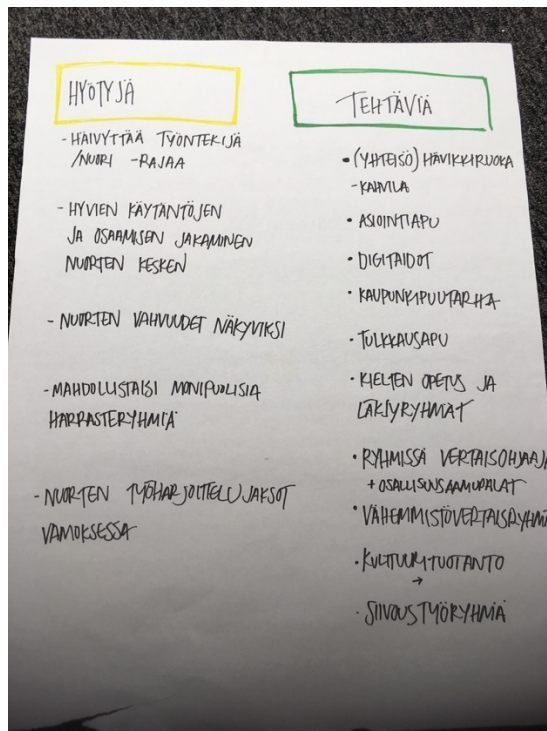 HYÖTYJÄ
- HÄIVYTTÄÄ TYÖNTEKIJÄ
/NUORI -RAJAA
- HYVIEN KÄYTÄNTÖJEN
JA OSAAMISEN JAKAMINEN
NUORTEN KESKEN
- NUORTEN VAHVUUDET NÄKYVIKSI
- MAHDOLLISTAISI MONIPUOLISIA
HARRASTERYHMIÄ
- NUORTEN TYÖHARJOITTELUJAKSOT
VAMOKSESSA
TEHTÄVIÄ
• (YHTEISÖ) HÄVIKKIRUOKA
- KAHVILA
• ASIOINTIAPU
• DIGITAIDOT
• KAUPUNKIPUUTARHA
• TULKKAUSAPU
• KIELTEN OPETUS JA
LÄKSYRYHMÄT
• RYHMISSÄ VERTAISOHJAAJ
+ OSALLISUUSAAMUPALAT
• VÄHEMMISTÖVERTAISRYHM
• KULTTUURITUOTANTO
→
• SIIVOUSTYÖRYHMÄ